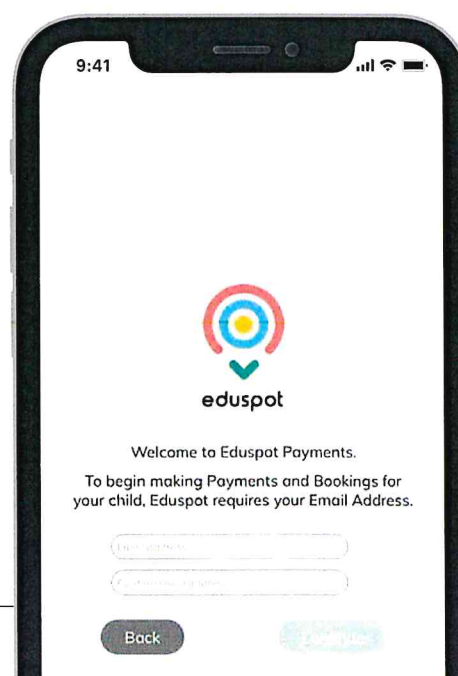 9:41
eduspot
Welcome to Eduspot Payments.
To begin making Payments and Bookings for
your child, Eduspot requires your Email Address.
Back